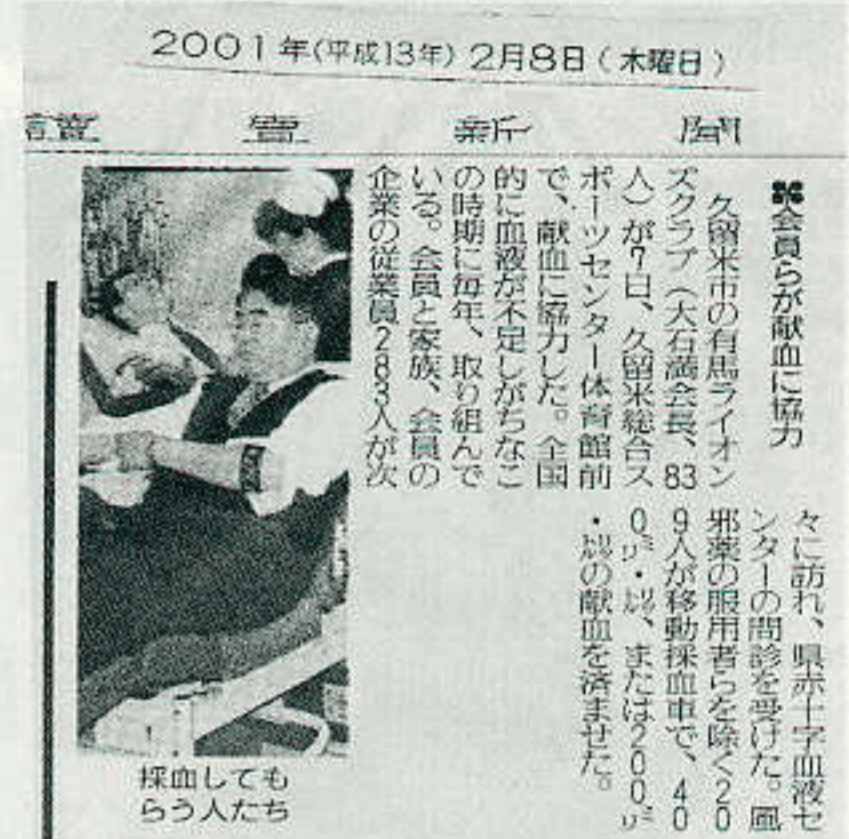 2001年(平成13年)2月8日(木曜日)
讀賣新聞
✽会員らが献血に協力
久留米市の有馬ライオン
ズクラブ(大石満会長、83
人)が7日、久留米総合ス
ポーツセンター体育館前
で、献血に協力した。全国
的に血液が不足しがちなこ
の時期に毎年、取り組んで
いる。会員と家族、会員の
企業の従業員283人が次
々に訪れ、県赤十字血液セ
ンターの問診を受けた。風
邪薬の服用者らを除く20
9人が移動採血車で、40
0㍉・㍑、または200㍉
・㍑の献血を済ませた。
採血しても
らう人たち